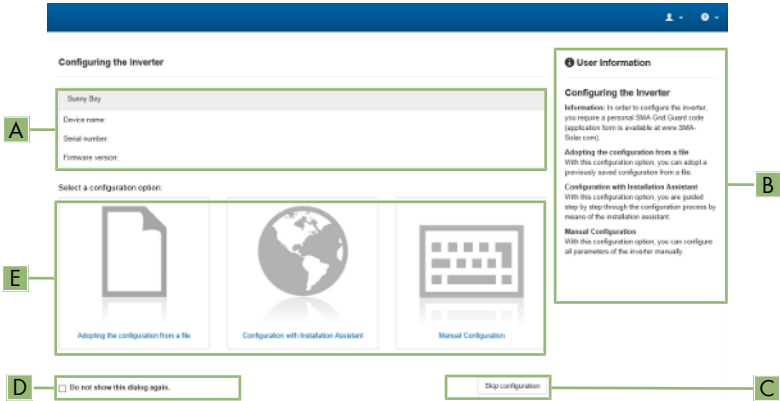 Configuring the Inverter
Sunny Boy
Device name:
Serial number:
Firmware version:
A
Select a configuration option:
E
Adopting the configuration from a file
Configuration with Installation Assistant
Manual Configuration
D
Do not show this dialog again.
Skip configuration
C
User Information
Configuring the Inverter
Information: In order to configure the inverter,
you require a personal SMA Grid Guard code
(application form is available at www.SMA-
Solar.com).
Adopting the configuration from a file
With this configuration option, you can adopt a
previously saved configuration from a file.
Configuration with Installation Assistant
With this configuration option, you are guided
step by step through the configuration process by
means of the installation assistant.
Manual Configuration
With this configuration option, you can configure
all parameters of the inverter manually.
B